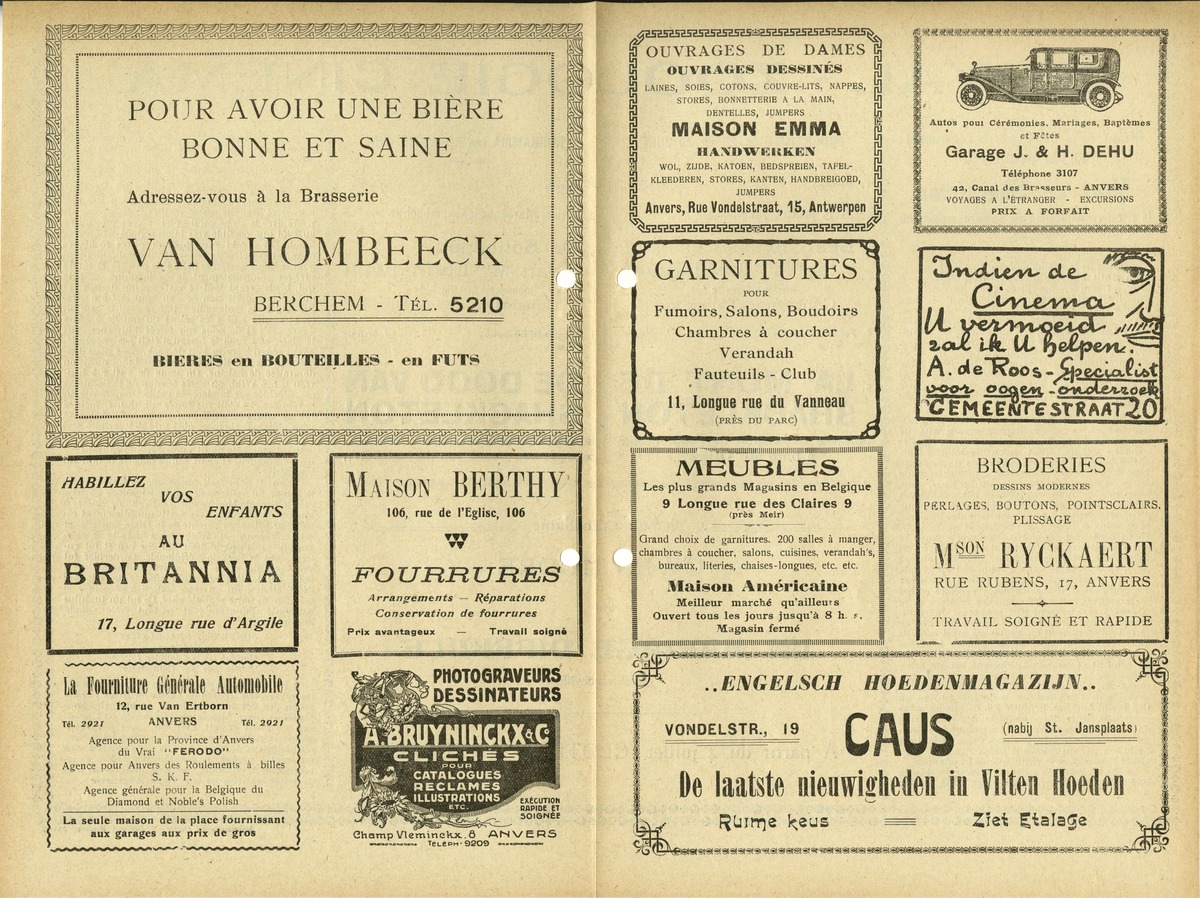 POUR AVOIR UNE BIÈRE
BONNE ET SAINE
Adressez-vous à la Brasserie
VAN HOMBEECK
BERCHEM - TÉL. 5210
BIERES en BOUTEILLES - en FUTS
HABILLEZ
VOS
ENFANTS
AU
BRITANNIA
17, Longue rue d'Argile
MAISON BERTHY
106, rue de l'Eglise, 106
FOURRURES
Arrangements — Réparations
Conservation de fourrures
Prix avantageux — Travail soigné
La Fourniture Générale Automobile
12, rue Van Ertborn
Tél. 2921 ANVERS Tél. 2921
Agence pour la Province d'Anvers
du Vrai "FERODO"
Agence pour Anvers des Roulements à billes
S. K. F.
Agence générale pour la Belgique du
Diamond et Noble's Polish
La seule maison de la place fournissant
aux garages aux prix de gros
PHOTOGRAVEURS
DESSINATEURS
A. BRUYNINCKX & Co
CLICHÉS
POUR
CATALOGUES
RECLAMES
ILLUSTRATIONS
ETC.
EXÉCUTION
RAPIDE ET
SOIGNÉE
Champ Vleminckx. 8 ANVERS
TELÉPH- 9209
OUVRAGES DE DAMES
OUVRAGES DESSINÉS
LAINES, SOIES, COTONS, COUVRE-LITS, NAPPES,
STORES, BONNETTERIE A LA MAIN,
DENTELLES, JUMPERS
MAISON EMMA
HANDWERKEN
WOL, ZIJDE, KATOEN, BEDSPREIEN, TAFEL-
KLEEDEREN, STORES, KANTEN, HANDBREIGOED,
JUMPERS
Anvers, Rue Vondelstraat, 15, Antwerpen
Autos pour Cérémonies. Mariages, Baptèmes
et Fêtes
Garage J. & H. DEHU
Téléphone 3107
42, Canal des Brasseurs - ANVERS
VOYAGES A L'ÉTRANGER - EXCURSIONS
PRIX A FORFAIT
GARNITURES
POUR
Fumoirs, Salons, Boudoirs
Chambres à coucher
Verandah
Fauteuils - Club
11, Longue rue du Vanneau
(PRÈS DU PARC)
Indien de
Cinema
U vermoeid
zal ik U helpen.
A. de Roos - Specialist
voor oogen - onderzoek
GEMEENTESTRAAT 20
MEUBLES
Les plus grands Magasins en Belgique
9 Longue rue des Claires 9
(près Meir)
Grand choix de garnitures. 200 salles à manger,
chambres à coucher, salons, cuisines, verandah's,
bureaux, literies, chaises-longues, etc. etc.
Maison Américaine
Meilleur marché qu'ailleurs
Ouvert tous les jours jusqu'à 8 h. s.
Magasin fermé
BRODERIES
DESSINS MODERNES
PERLAGES, BOUTONS, POINTSCLAIRS,
PLISSAGE
MSON RYCKAERT
RUE RUBENS, 17, ANVERS
TRAVAIL SOIGNÉ ET RAPIDE
..ENGELSCH HOEDENMAGAZIJN..
VONDELSTR., 19 CAUS (nabij St. Jansplaats)
De laatste nieuwigheden in Vilten Hoeden
Ruime keus Ziet Etalage